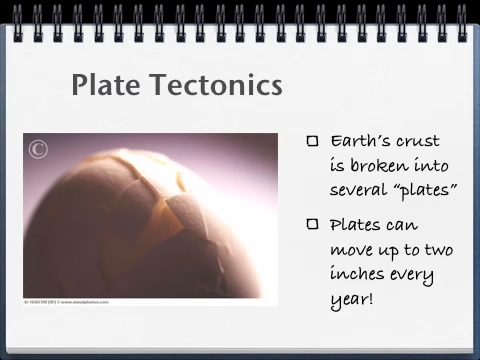 Plate Tectonics
©
Earth's crust
is broken into
several "plates"
Plates can
move up to two
inches every
year!